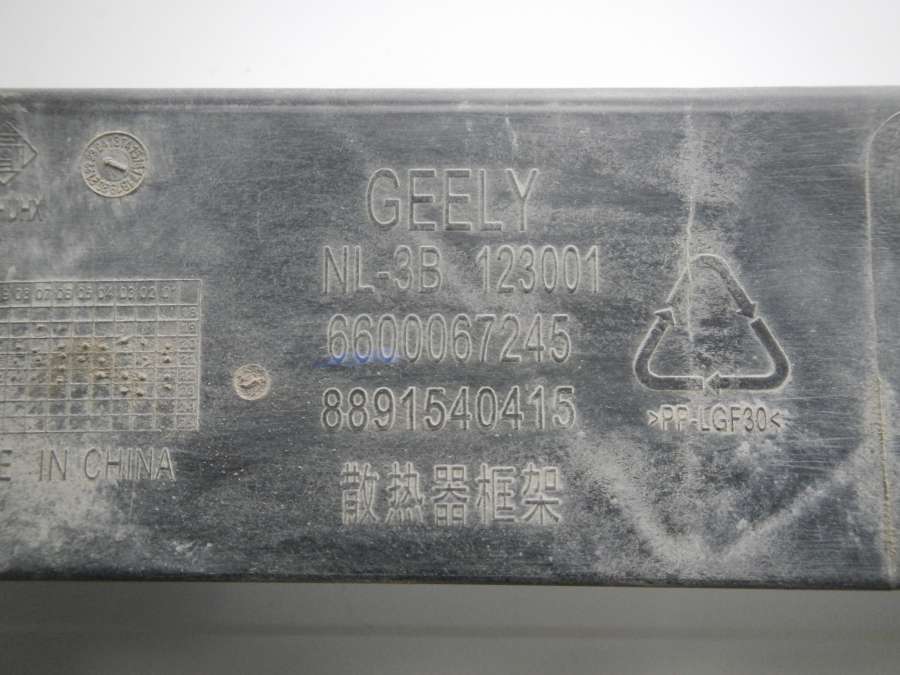 GEELY
NL-3B 123001
6600067245
8891540415
散热器框架
>PP-LGF30<
IN CHINA